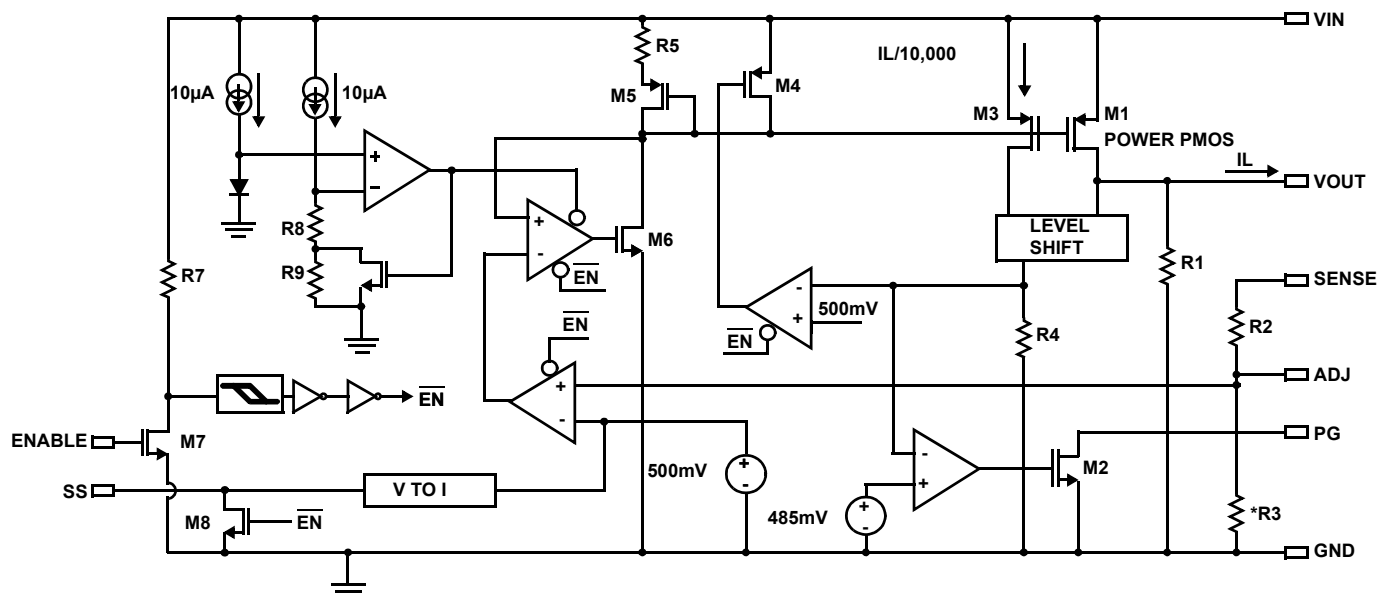 VIN
R5
IL/10,000
10µA
10µA
M5
M4
M3
M1
POWER PMOS
IL
VOUT
+
-
R8
R9
+
-
M6
EN
LEVEL
SHIFT
R1
R7
SENSE
-
+
500mV
EN
R4
R2
EN
+
-
ADJ
EN
ENABLE
M7
PG
500mV
+
-
-
+
M2
SS
V TO I
M8
EN
485mV
+
-
*R3
GND